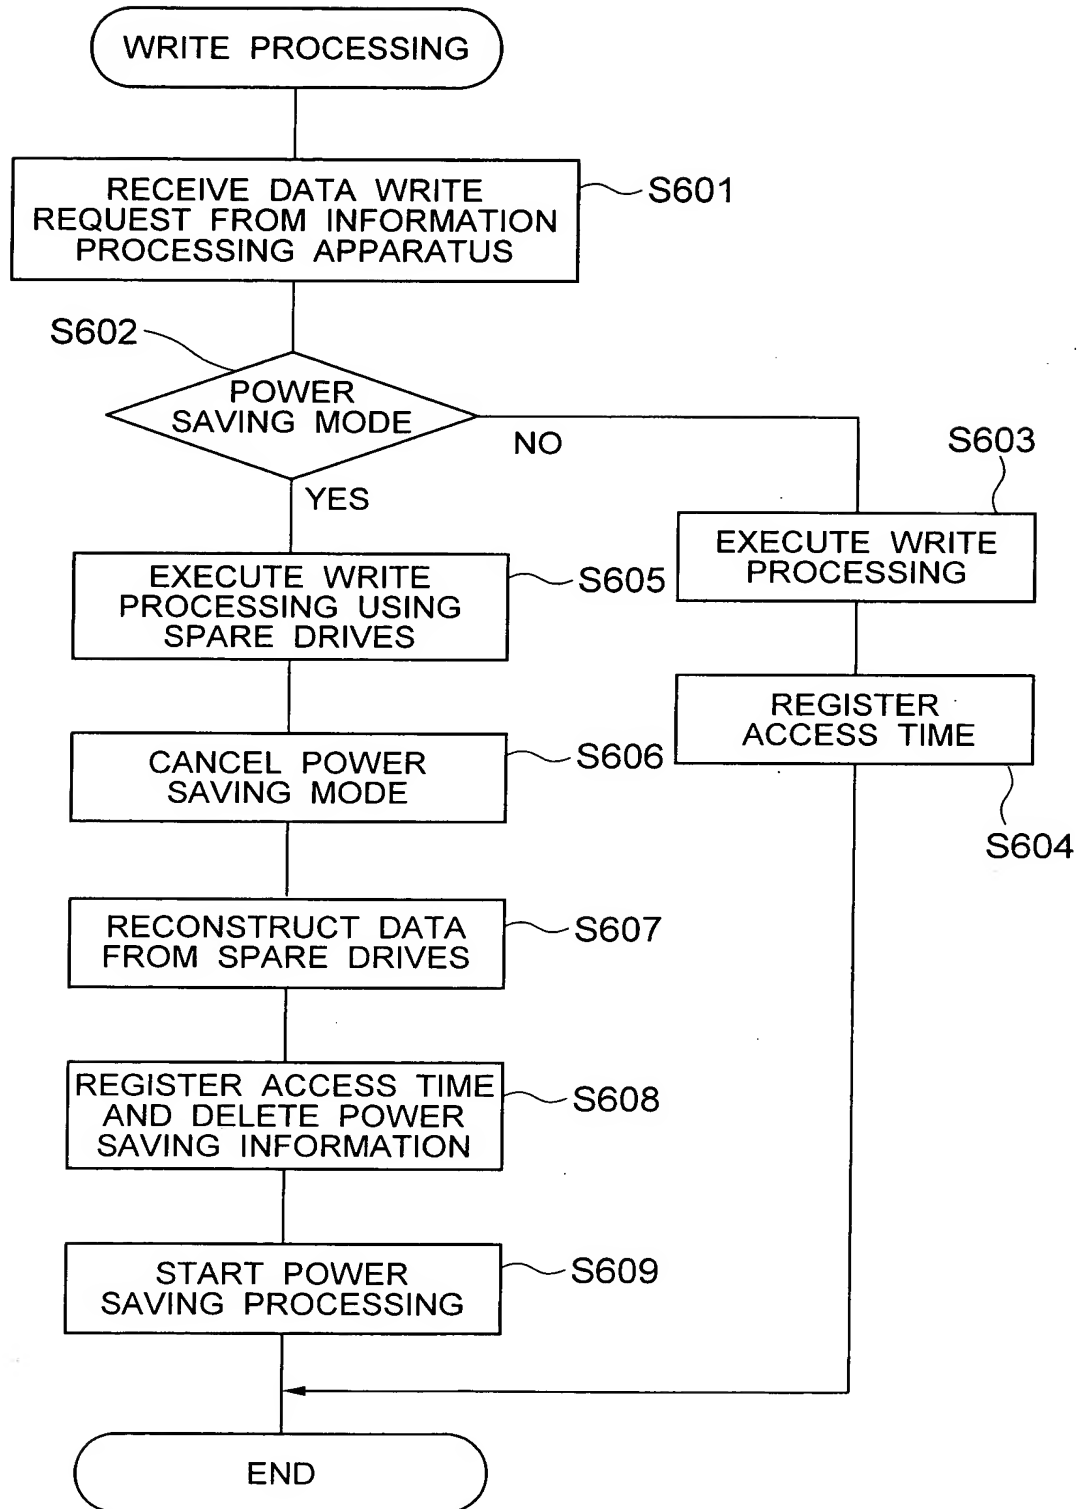 WRITE PROCESSING
RECEIVE DATA WRITE
REQUEST FROM INFORMATION
PROCESSING APPARATUS
S601
S602
POWER
SAVING MODE
NO
YES
S603
EXECUTE WRITE
PROCESSING
EXECUTE WRITE
PROCESSING USING
SPARE DRIVES
S605
REGISTER
ACCESS TIME
S604
CANCEL POWER
SAVING MODE
S606
RECONSTRUCT DATA
FROM SPARE DRIVES
S607
REGISTER ACCESS TIME
AND DELETE POWER
SAVING INFORMATION
S608
START POWER
SAVING PROCESSING
S609
END